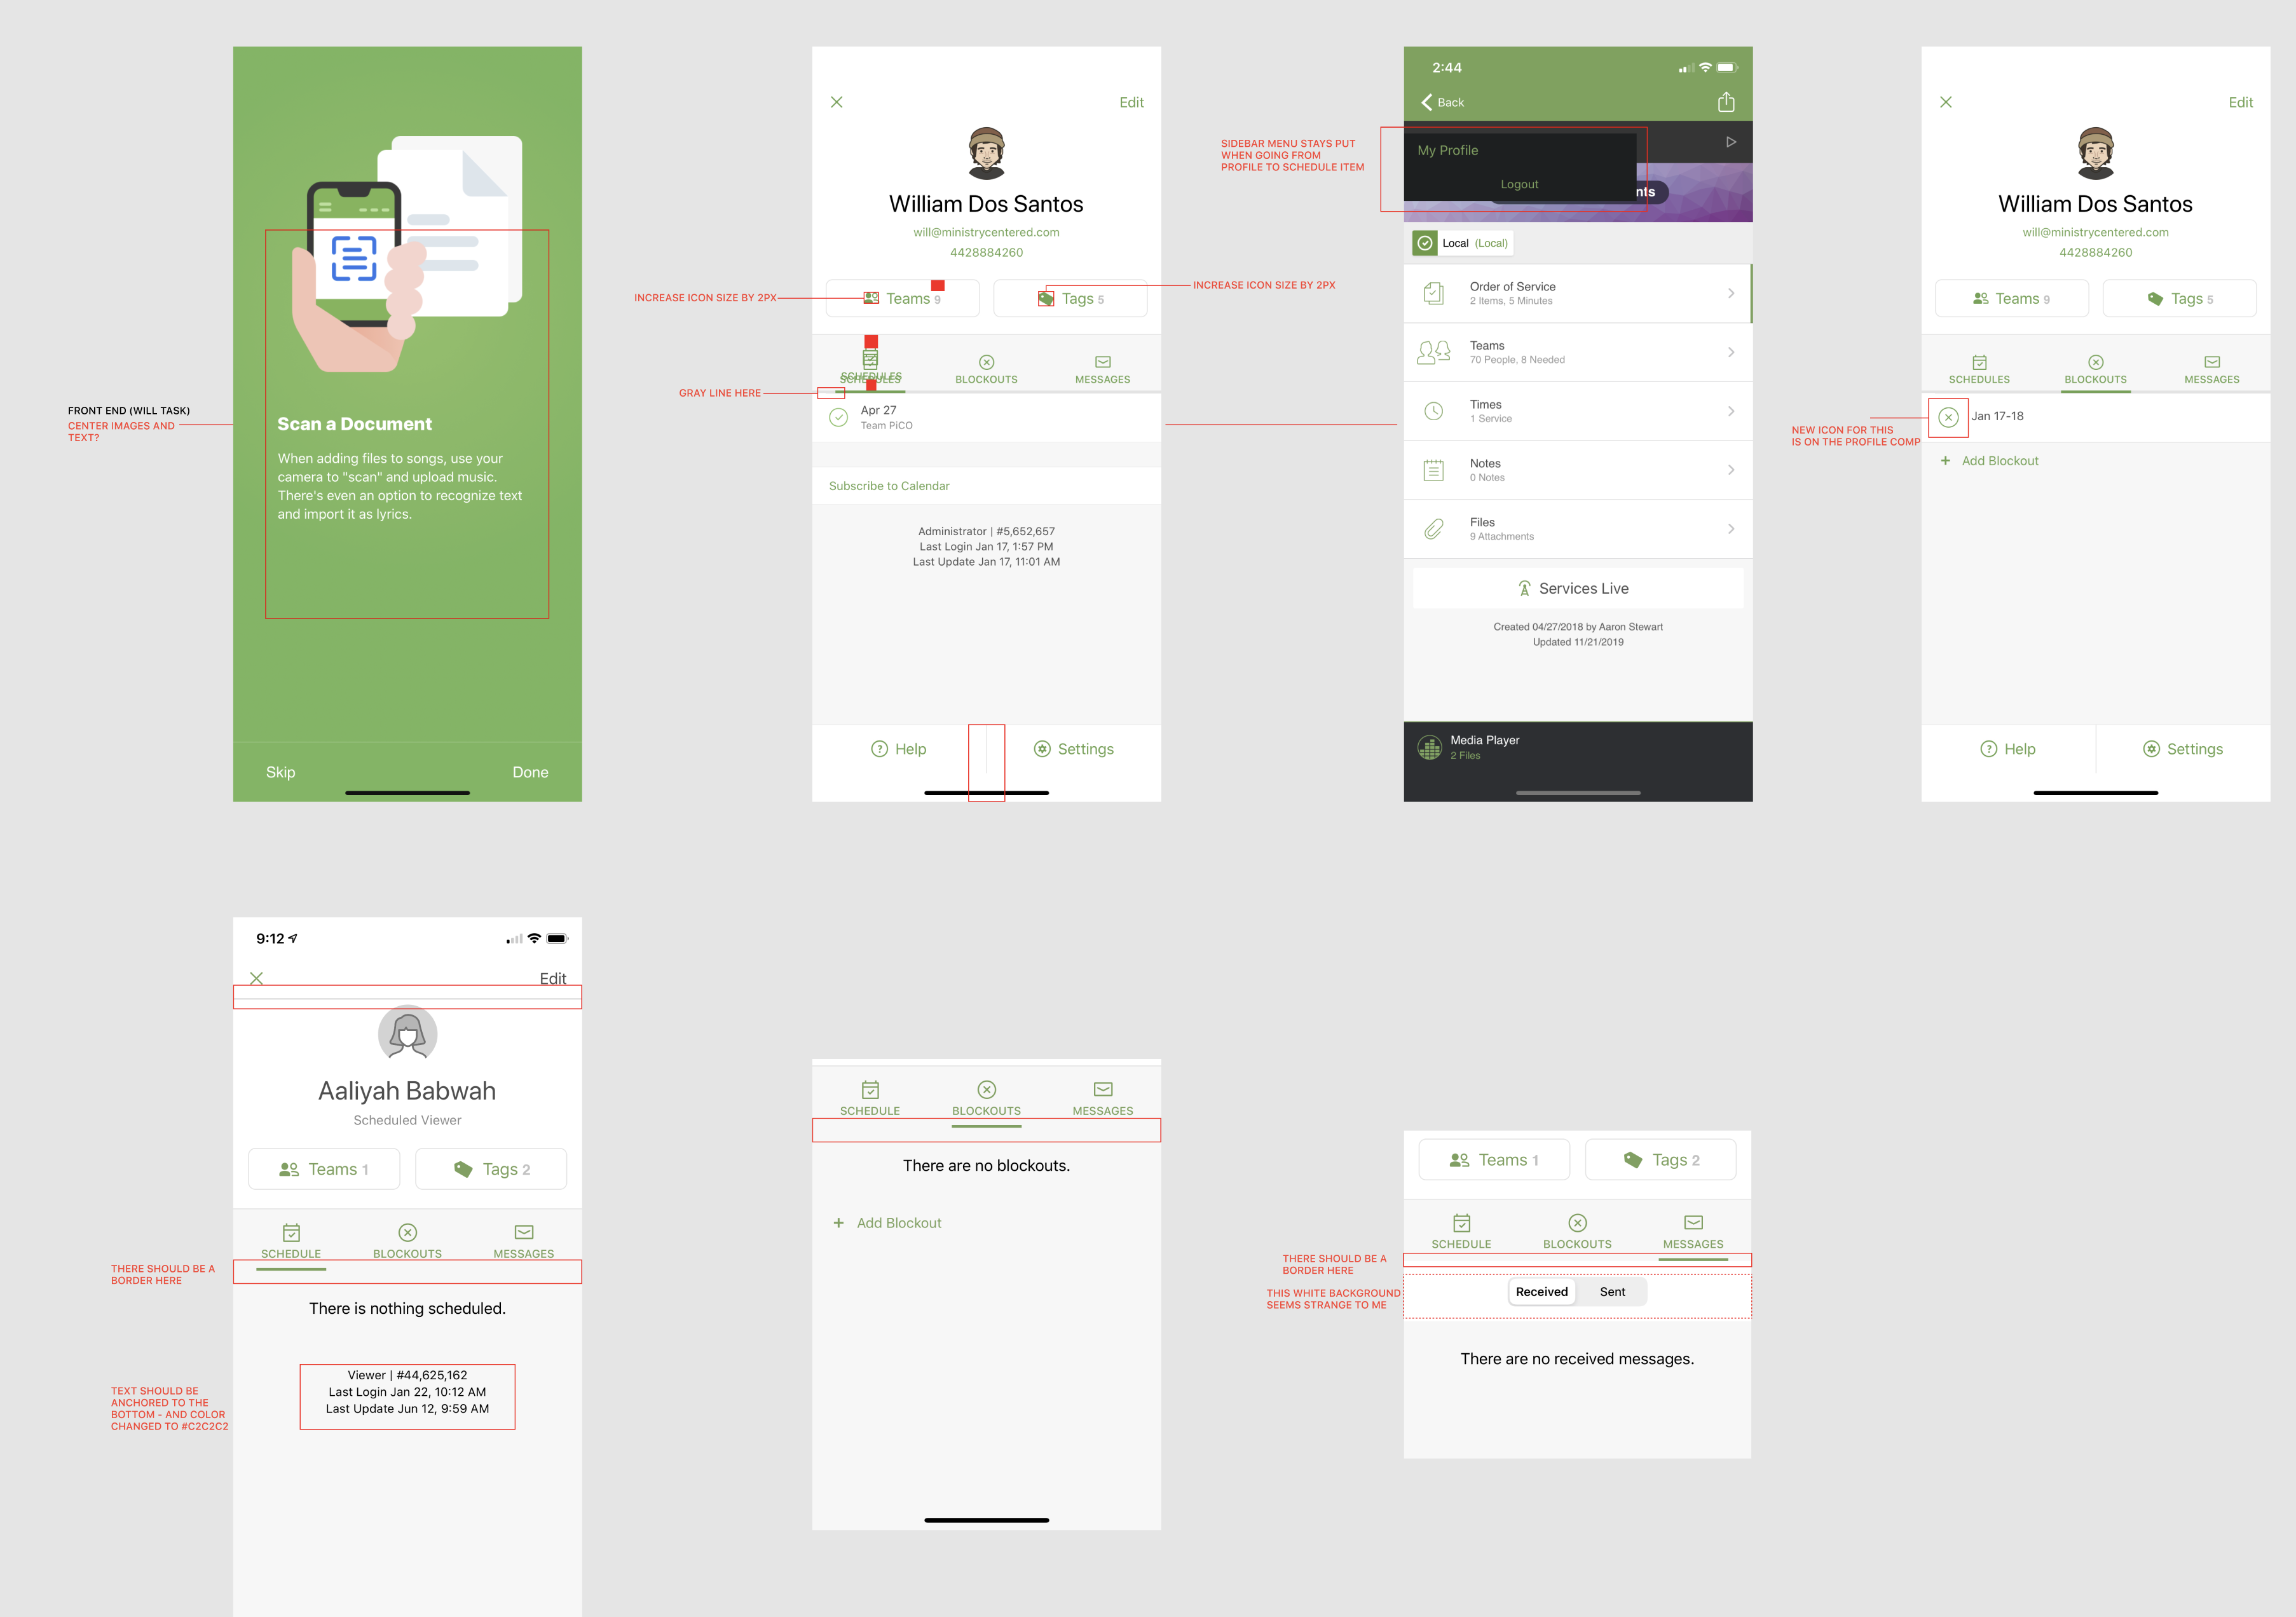 FRONT END (WILL TASK)
CENTER IMAGES AND
TEXT?
Scan a Document
When adding files to songs, use your
camera to "scan" and upload music.
There's even an option to recognize text
and import it as lyrics.
Skip
Done
INCREASE ICON SIZE BY 2PX
GRAY LINE HERE
Edit
William Dos Santos
will@ministrycentered.com
4428884260
Teams 9
Tags 5
INCREASE ICON SIZE BY 2PX
SCHEDULES
SCHEDULES
BLOCKOUTS
MESSAGES
Apr 27
Team PiCO
Subscribe to Calendar
Administrator | #5,652,657
Last Login Jan 17, 1:57 PM
Last Update Jan 17, 11:01 AM
Help
Settings
SIDEBAR MENU STAYS PUT
WHEN GOING FROM
PROFILE TO SCHEDULE ITEM
2:44
Back
My Profile
Logout
nts
Local (Local)
Order of Service
2 Items, 5 Minutes
Teams
70 People, 8 Needed
Times
1 Service
Notes
0 Notes
Files
9 Attachments
Services Live
Created 04/27/2018 by Aaron Stewart
Updated 11/21/2019
Media Player
2 Files
NEW ICON FOR THIS
IS ON THE PROFILE COMP
Edit
William Dos Santos
will@ministrycentered.com
4428884260
Teams 9
Tags 5
SCHEDULES
BLOCKOUTS
MESSAGES
Jan 17-18
+ Add Blockout
Help
Settings
9:12
Edit
Aaliyah Babwah
Scheduled Viewer
Teams 1
Tags 2
SCHEDULE
BLOCKOUTS
MESSAGES
THERE SHOULD BE A
BORDER HERE
There is nothing scheduled.
TEXT SHOULD BE
ANCHORED TO THE
BOTTOM - AND COLOR
CHANGED TO #C2C2C2
Viewer | #44,625,162
Last Login Jan 22, 10:12 AM
Last Update Jun 12, 9:59 AM
SCHEDULE
BLOCKOUTS
MESSAGES
There are no blockouts.
+ Add Blockout
Teams 1
Tags 2
SCHEDULE
BLOCKOUTS
MESSAGES
THERE SHOULD BE A
BORDER HERE
THIS WHITE BACKGROUND
SEEMS STRANGE TO ME
Received
Sent
There are no received messages.